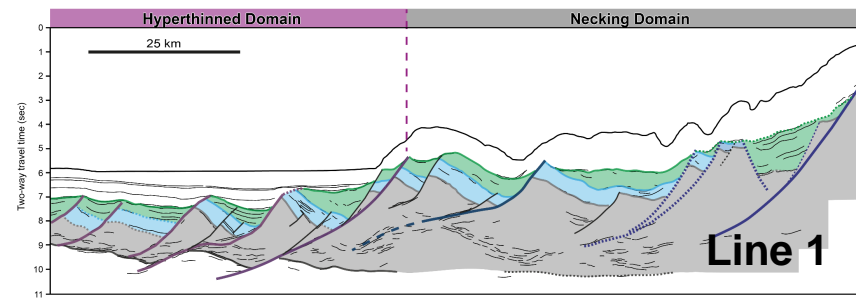 Hyperthinned Domain
Necking Domain
25 km
Two-way travel time (sec)
0
1
2
3
4
5
6
7
8
9
10
11
Line 1